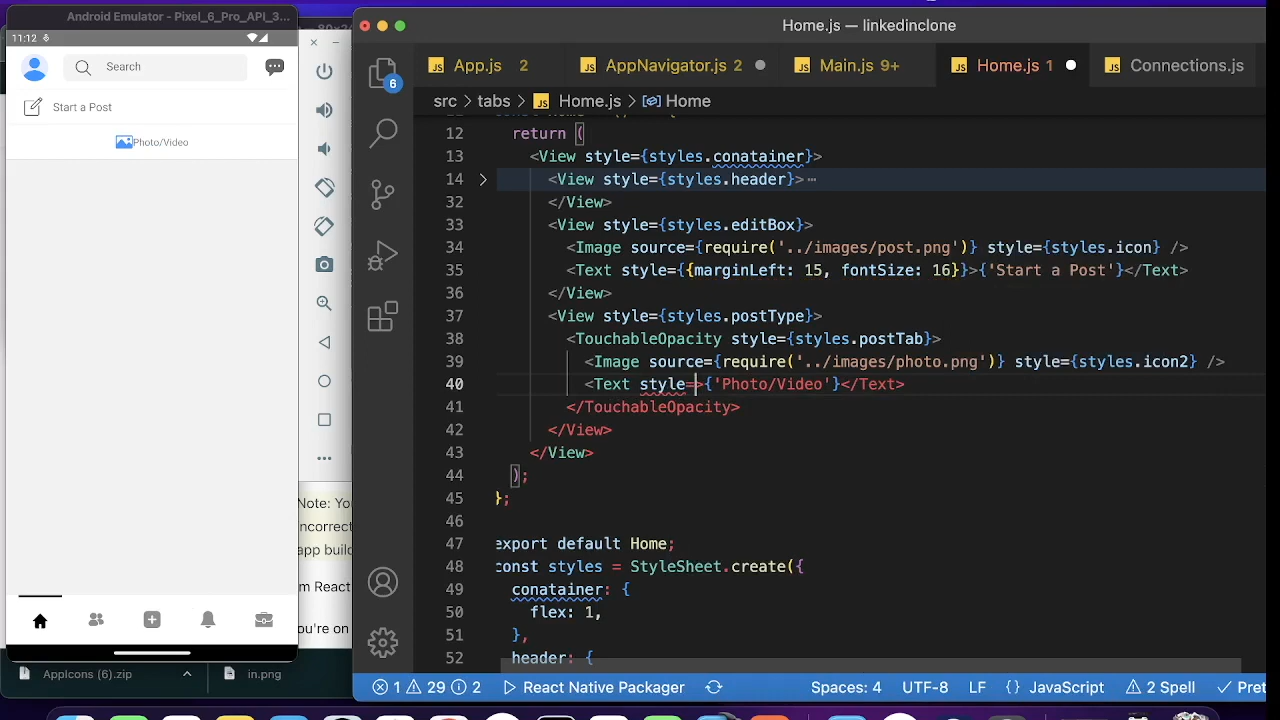 Android Emulator - Pixel_6_Pro_API_3...
11:12
Search
Start a Post
Photo/Video
Note: Yo
incorrect
app build
m React
ou're on
AppIcons (6).zip
in.png
Home.js — linkedinclone
App.js 2
AppNavigator.js 2
Main.js 9+
Home.js 1
Connections.js
6
src > tabs > Home.js > Home
12 return (
13 <View style={styles.conatainer}>
14 <View style={styles.header}>⋯
32 </View>
33 <View style={styles.editBox}>
34 <Image source={require('../images/post.png')} style={styles.icon} />
35 <Text style={{marginLeft: 15, fontSize: 16}}>{'Start a Post'}</Text>
36 </View>
37 <View style={styles.postType}>
38 <TouchableOpacity style={styles.postTab}>
39 <Image source={require('../images/photo.png')} style={styles.icon2} />
40 <Text style=>{'Photo/Video'}</Text>
41 </TouchableOpacity>
42 </View>
43 </View>
44 );
45 };
46
47 export default Home;
48 const styles = StyleSheet.create({
49 conatainer: {
50 flex: 1,
51 },
52 header: {
1 29 2 React Native Packager Spaces: 4 UTF-8 LF {} JavaScript 2 Spell Pret